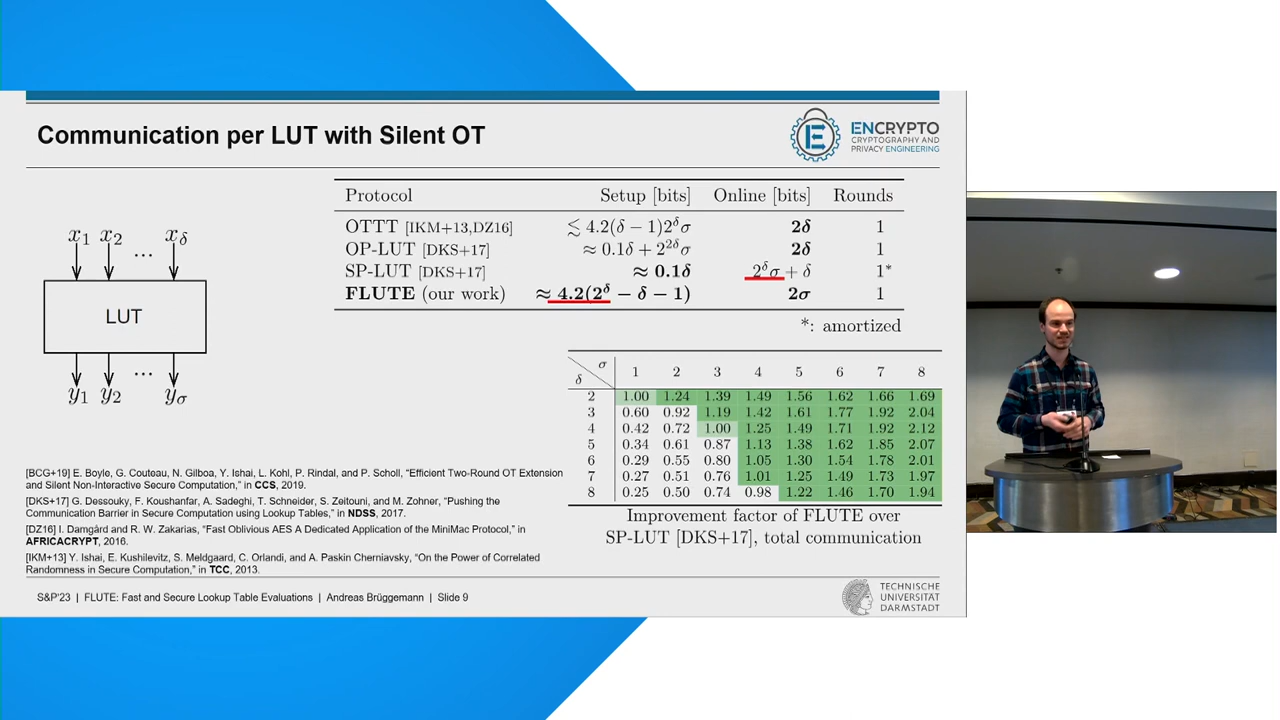 Communication per LUT with Silent OT
ENCRYPTO
CRYPTOGRAPHY AND
PRIVACY ENGINEERING
Protocol Setup [bits] Online [bits] Rounds
OTTT [IKM+13,DZ16] ≲ 4.2(δ − 1)2^δσ 2δ 1
OP-LUT [DKS+17] ≈ 0.1δ + 2^{2δ}σ 2δ 1
SP-LUT [DKS+17] ≈ 0.1δ 2^δσ + δ 1*
FLUTE (our work) ≈ 4.2(2^δ − δ − 1) 2σ 1
*: amortized
x₁ x₂ ... x_δ
LUT
y₁ y₂ ... y_σ
δ σ 1 2 3 4 5 6 7 8
2 1.00 1.24 1.39 1.49 1.56 1.62 1.66 1.69
3 0.60 0.92 1.19 1.42 1.61 1.77 1.92 2.04
4 0.42 0.72 1.00 1.25 1.49 1.71 1.92 2.12
5 0.34 0.61 0.87 1.13 1.38 1.62 1.85 2.07
6 0.29 0.55 0.80 1.05 1.30 1.54 1.78 2.01
7 0.27 0.51 0.76 1.01 1.25 1.49 1.73 1.97
8 0.25 0.50 0.74 0.98 1.22 1.46 1.70 1.94
Improvement factor of FLUTE over
SP-LUT [DKS+17], total communication
[BCG+19] E. Boyle, G. Couteau, N. Gilboa, Y. Ishai, L. Kohl, P. Rindal, and P. Scholl, “Efficient Two-Round OT Extension
and Silent Non-Interactive Secure Computation,” in CCS, 2019.
[DKS+17] G. Dessouky, F. Koushanfar, A. Sadeghi, T. Schneider, S. Zeitouni, and M. Zohner, “Pushing the
Communication Barrier in Secure Computation using Lookup Tables,” in NDSS, 2017.
[DZ16] I. Damgård and R. W. Zakarias, “Fast Oblivious AES A Dedicated Application of the MiniMac Protocol,” in
AFRICACRYPT, 2016.
[IKM+13] Y. Ishai, E. Kushilevitz, S. Meldgaard, C. Orlandi, and A. Paskin Cherniavsky, “On the Power of Correlated
Randomness in Secure Computation,” in TCC, 2013.
S&P'23 | FLUTE: Fast and Secure Lookup Table Evaluations | Andreas Brüggemann | Slide 9
TECHNISCHE
UNIVERSITÄT
DARMSTADT